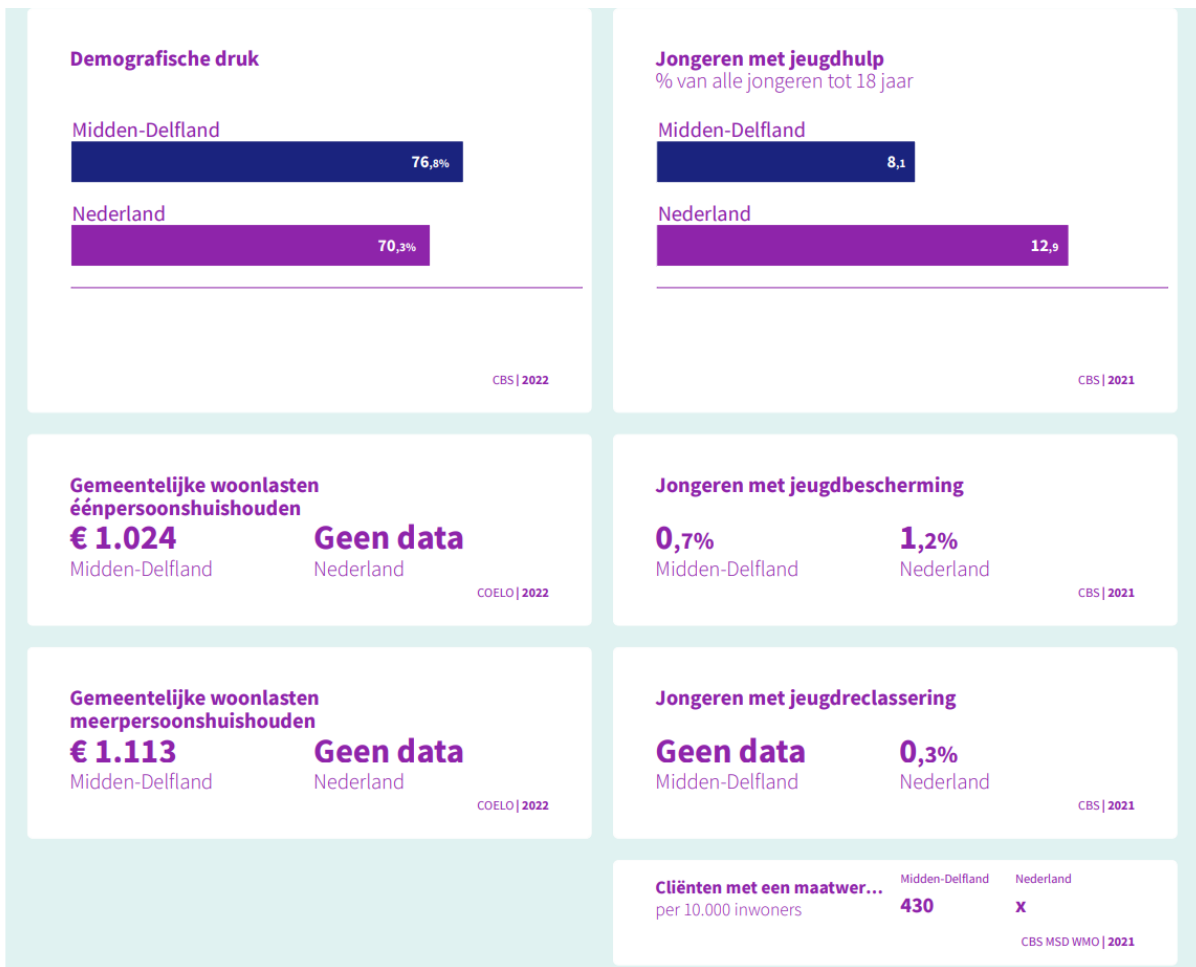 Demografische druk
Midden-Delfland
76,8%
Nederland
70,3%
CBS | 2022
Jongeren met jeugdhulp
% van alle jongeren tot 18 jaar
Midden-Delfland
8,1
Nederland
12,9
CBS | 2021
Gemeentelijke woonlasten
éénpersoonshuishouden
€ 1.024 Geen data
Midden-Delfland Nederland
COELO | 2022
Jongeren met jeugdbescherming
0,7% 1,2%
Midden-Delfland Nederland
CBS | 2021
Gemeentelijke woonlasten
meerpersoonshuishouden
€ 1.113 Geen data
Midden-Delfland Nederland
COELO | 2022
Jongeren met jeugdreclassering
Geen data 0,3%
Midden-Delfland Nederland
CBS | 2021
Cliënten met een maatwer...
per 10.000 inwoners
Midden-Delfland Nederland
430 x
CBS MSD WMO | 2021